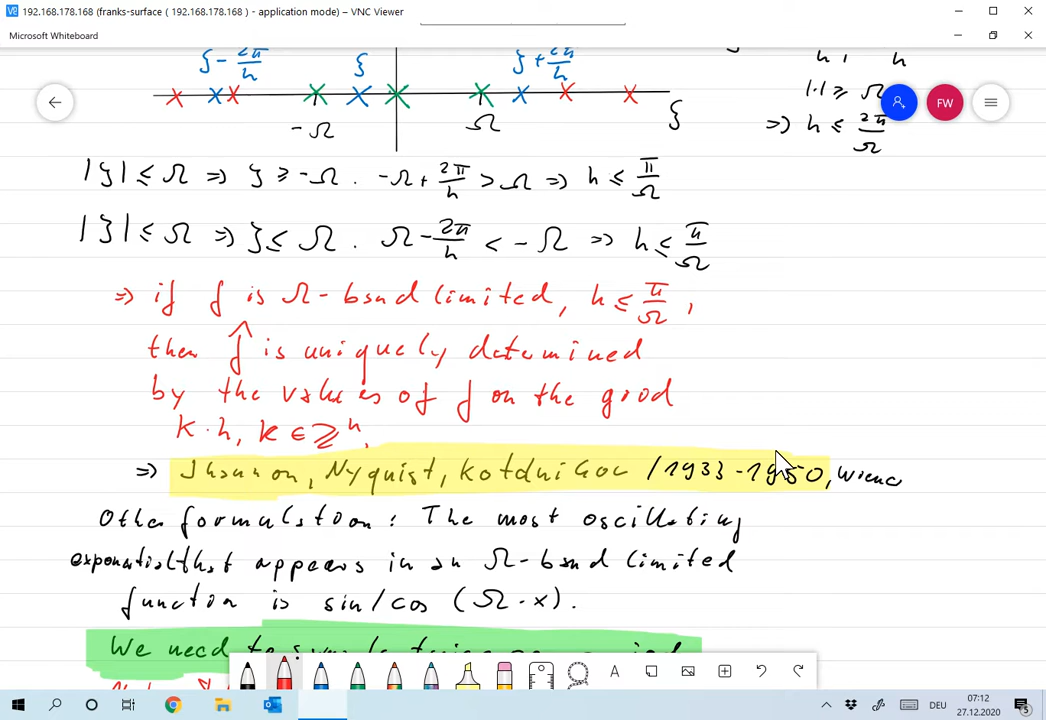 192.168.178.168 (franks-surface ( 192.168.178.168 ) - application mode) – VNC Viewer
Microsoft Whiteboard
ξ - 2π/h ξ ξ + 2π/h h, h
|·| ≥ Ω
-Ω Ω ξ ⇒ h ≤ 2π/Ω
FW
|ξ| ≤ Ω ⇒ ξ ≥ -Ω. -Ω + 2π/h > Ω ⇒ h ≤ π/Ω
|ξ| ≤ Ω ⇒ ξ ≤ Ω. Ω - 2π/h < -Ω ⇒ h ≤ π/Ω
⇒ if f is Ω-band limited, h ≤ π/Ω,
then f̂ is uniquely determined
by the values of f on the grid
k·h, k ∈ ℤⁿ.
⇒ Shannon, Nyquist, Kotelnikov / 1933-1950,
Other formulation: The most oscillating
exponential that appears in an Ω-band limited
function is sin/cos (Ω·x).
We need to
DEU
07:12
27.12.2020